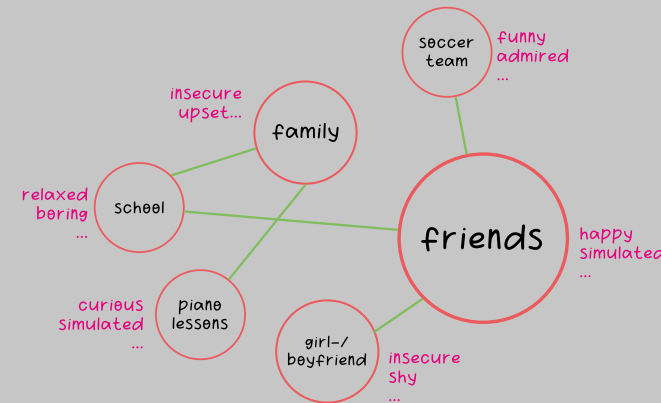 soccer
team
funny
admired
...
insecure
upset...
family
relaxed
boring
...
school
friends
happy
simulated
...
curious
simulated
...
piano
lessons
girl-/
boyfriend
insecure
shy
...